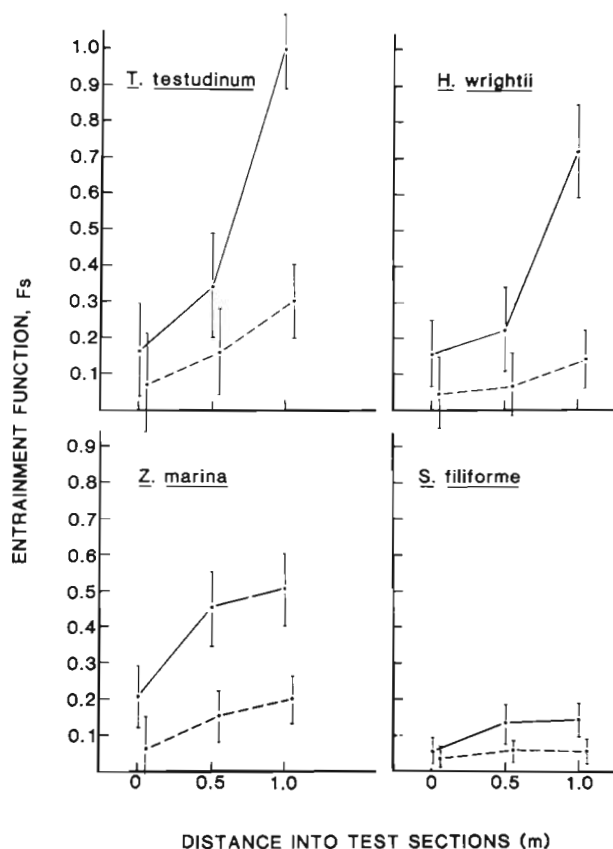 ENTRAINMENT FUNCTION, Fs
T. testudinum
H. wrightii
1.0
0.9
0.8
0.7
0.6
0.5
0.4
0.3
0.2
0.1
Z. marina
S. filiforme
0.9
0.8
0.7
0.6
0.5
0.4
0.3
0.2
0.1
0 0.5 1.0
0 0.5 1.0
DISTANCE INTO TEST SECTIONS (m)